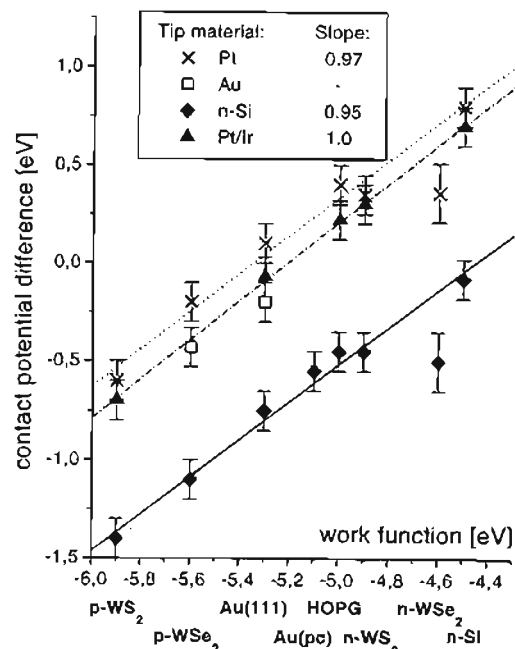 Tip material: Slope:
× Pt 0.97
□ Au -
◆ n-Si 0.95
▲ Pt/Ir 1.0
contact potential difference [eV]
1,0
0,5
0,0
-0,5
-1,0
-1,5
work function [eV]
-6,0 -5,8 -5,6 -5,4 -5,2 -5,0 -4,8 -4,6 -4,4
p-WS₂ Au(111) HOPG n-WSe₂
p-WSe₂ Au(pc) n-WS₂ n-Si